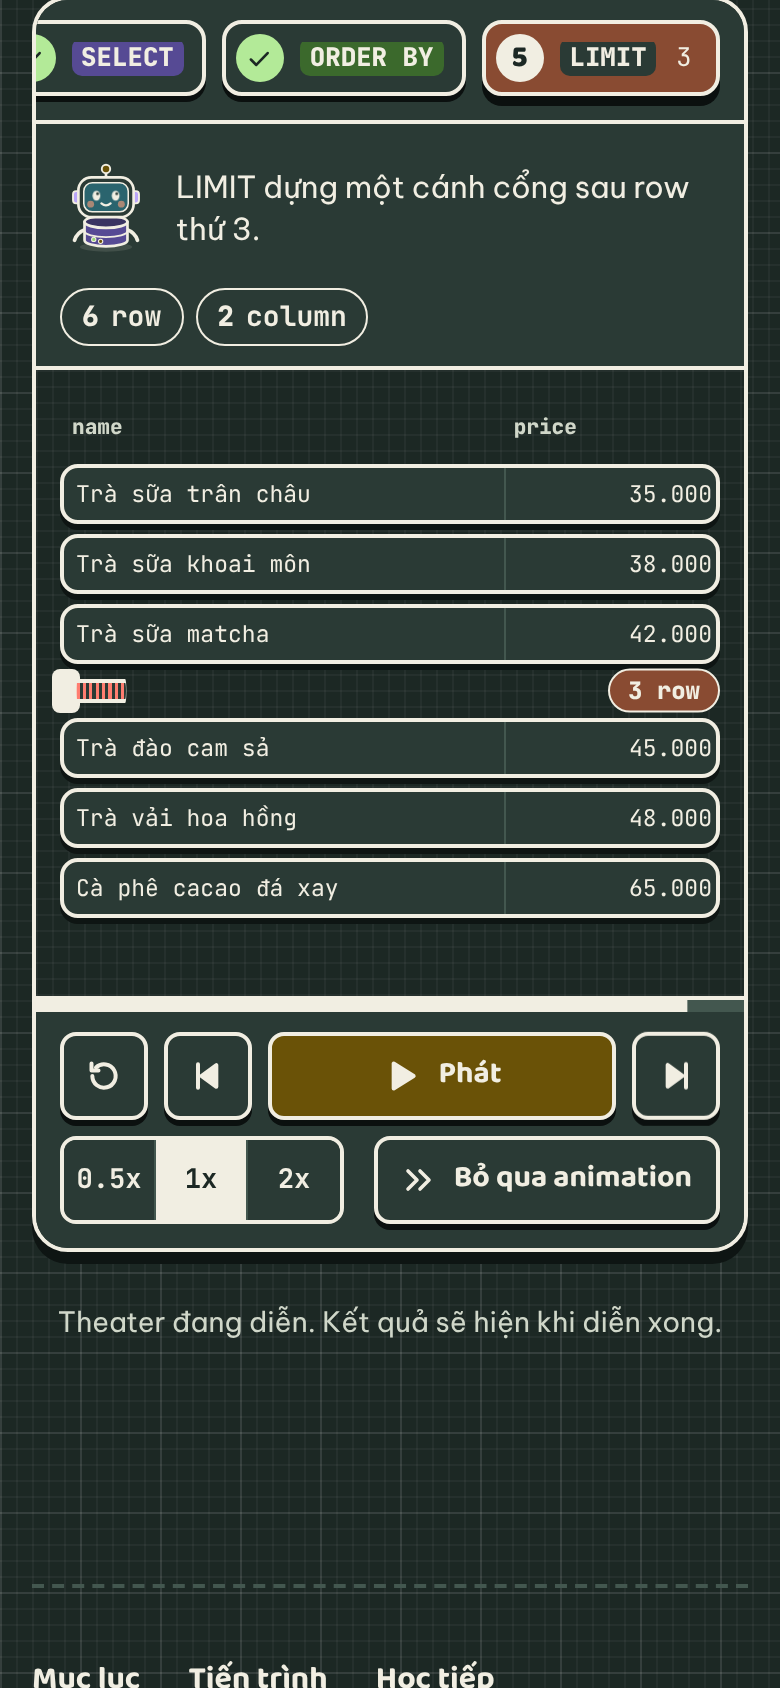 SELECT
ORDER BY
5 LIMIT 3
LIMIT dựng một cánh cổng sau row
thứ 3.
6 row
2 column
name price
Trà sữa trân châu 35.000
Trà sữa khoai môn 38.000
Trà sữa matcha 42.000
3 row
Trà đào cam sả 45.000
Trà vải hoa hồng 48.000
Cà phê cacao đá xay 65.000
Phát
0.5x 1x 2x Bỏ qua animation
Theater đang diễn. Kết quả sẽ hiện khi diễn xong.
Mục lục Tiến trình Học tiếp